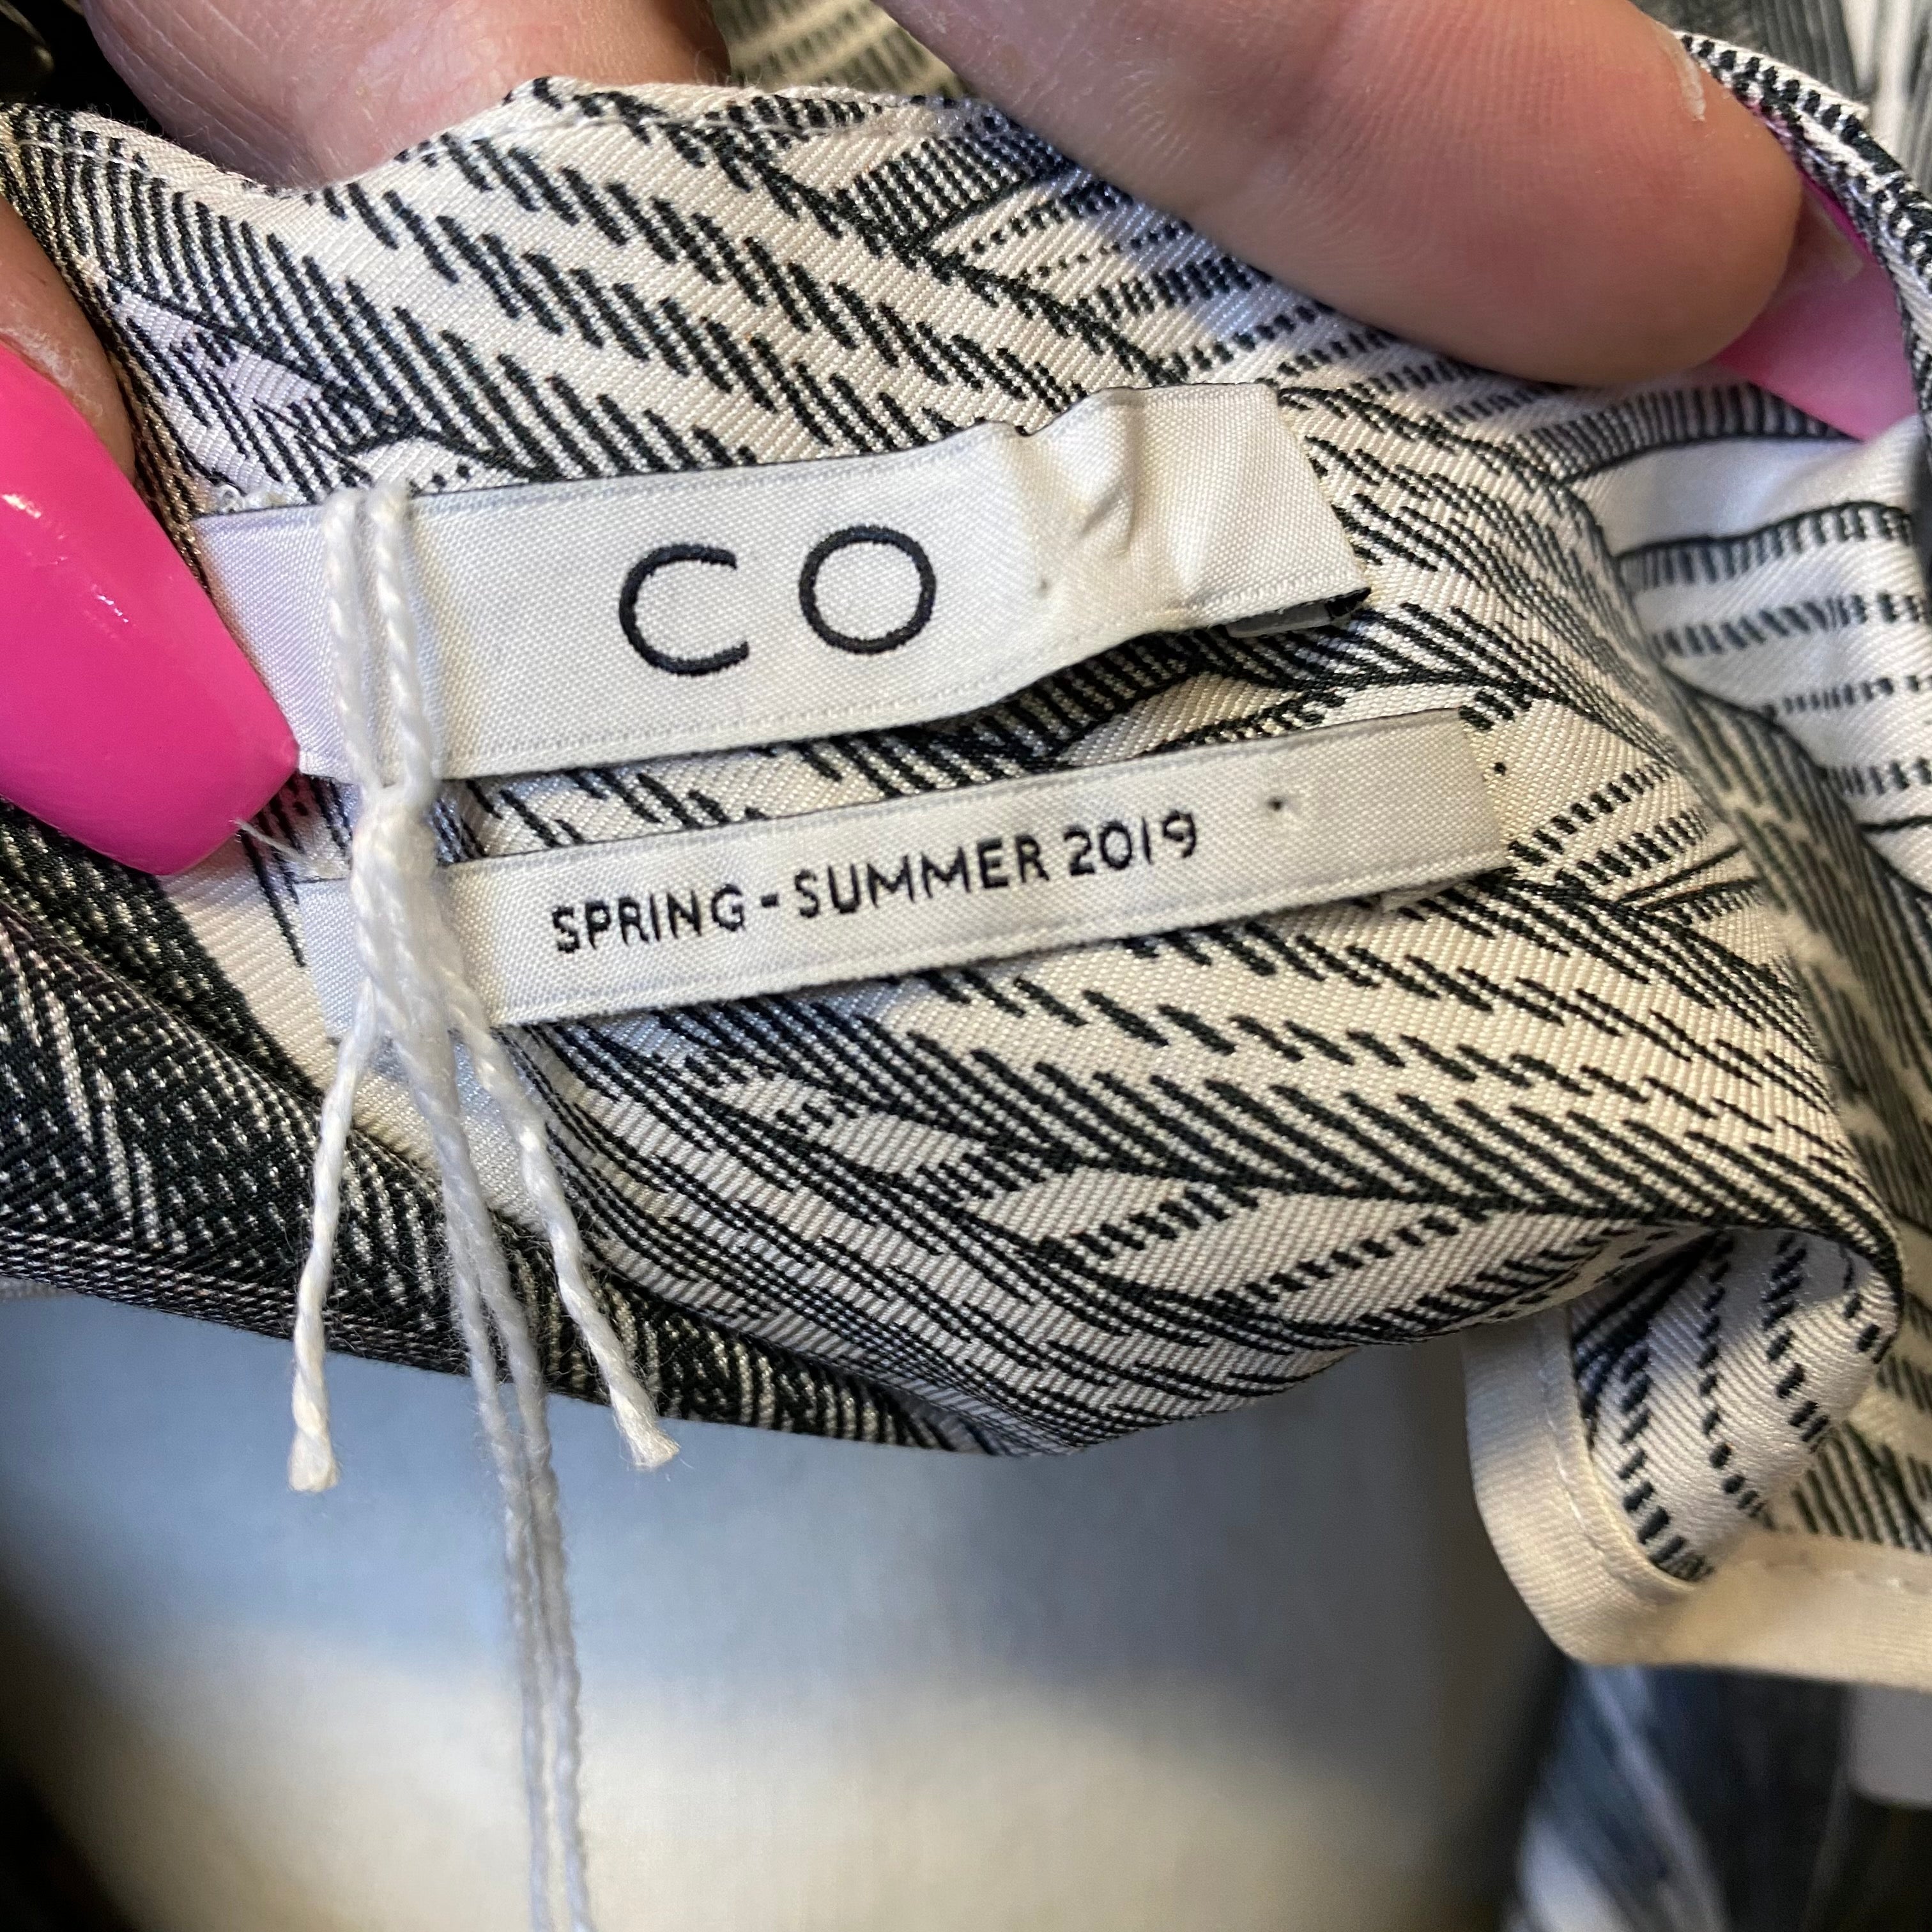 CO
SPRING - SUMMER 2019